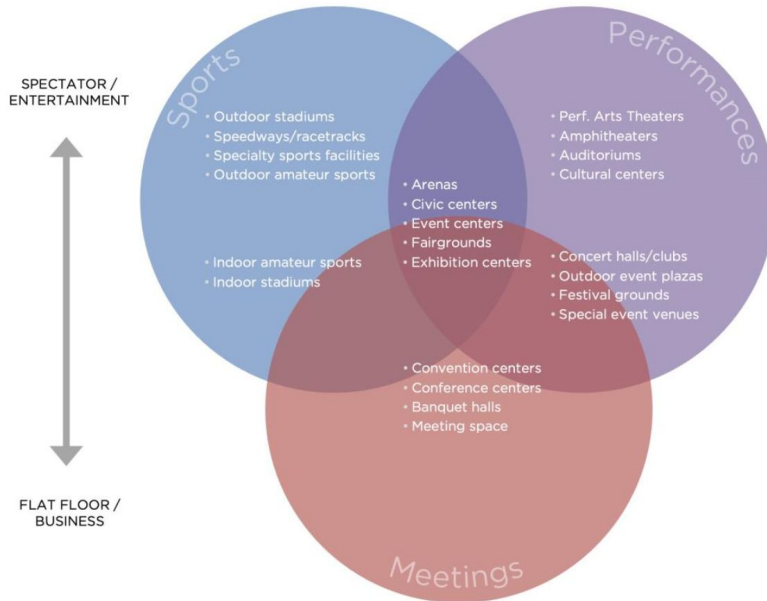 Sports
Performances
SPECTATOR /
ENTERTAINMENT
• Outdoor stadiums
• Speedways/racetracks
• Specialty sports facilities
• Outdoor amateur sports
• Perf. Arts Theaters
• Amphitheaters
• Auditoriums
• Cultural centers
• Arenas
• Civic centers
• Event centers
• Fairgrounds
• Exhibition centers
• Indoor amateur sports
• Indoor stadiums
• Concert halls/clubs
• Outdoor event plazas
• Festival grounds
• Special event venues
• Convention centers
• Conference centers
• Banquet halls
• Meeting space
FLAT FLOOR /
BUSINESS
Meetings